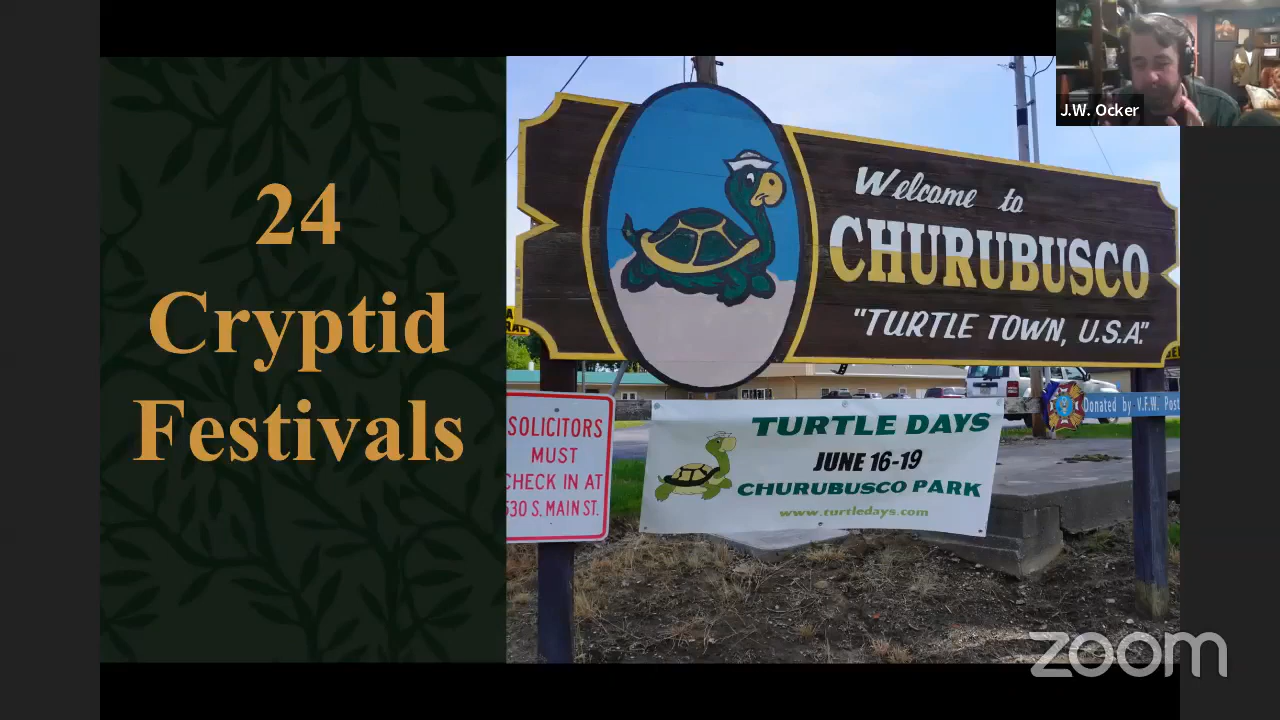 24
Cryptid
Festivals
J.W. Ocker
Welcome to
CHURUBUSCO
"TURTLE TOWN, U.S.A."
Donated by V.F.W. Post
SOLICITORS
MUST
CHECK IN AT
530 S. MAIN ST.
TURTLE DAYS
JUNE 16-19
CHURUBUSCO PARK
www.turtledays.com
zoom